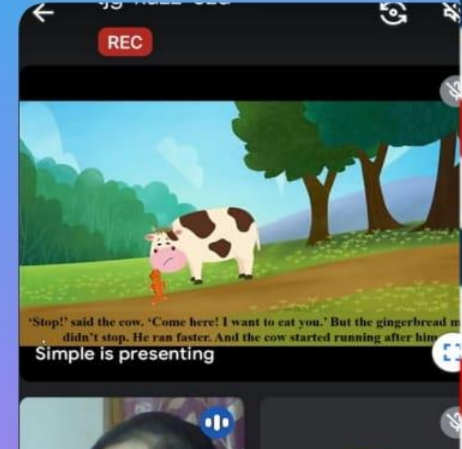 REC
'Stop!' said the cow. 'Come here! I want to eat you.' But the gingerbread
didn't stop. He ran faster. And the cow started running after him
Simple is presenting